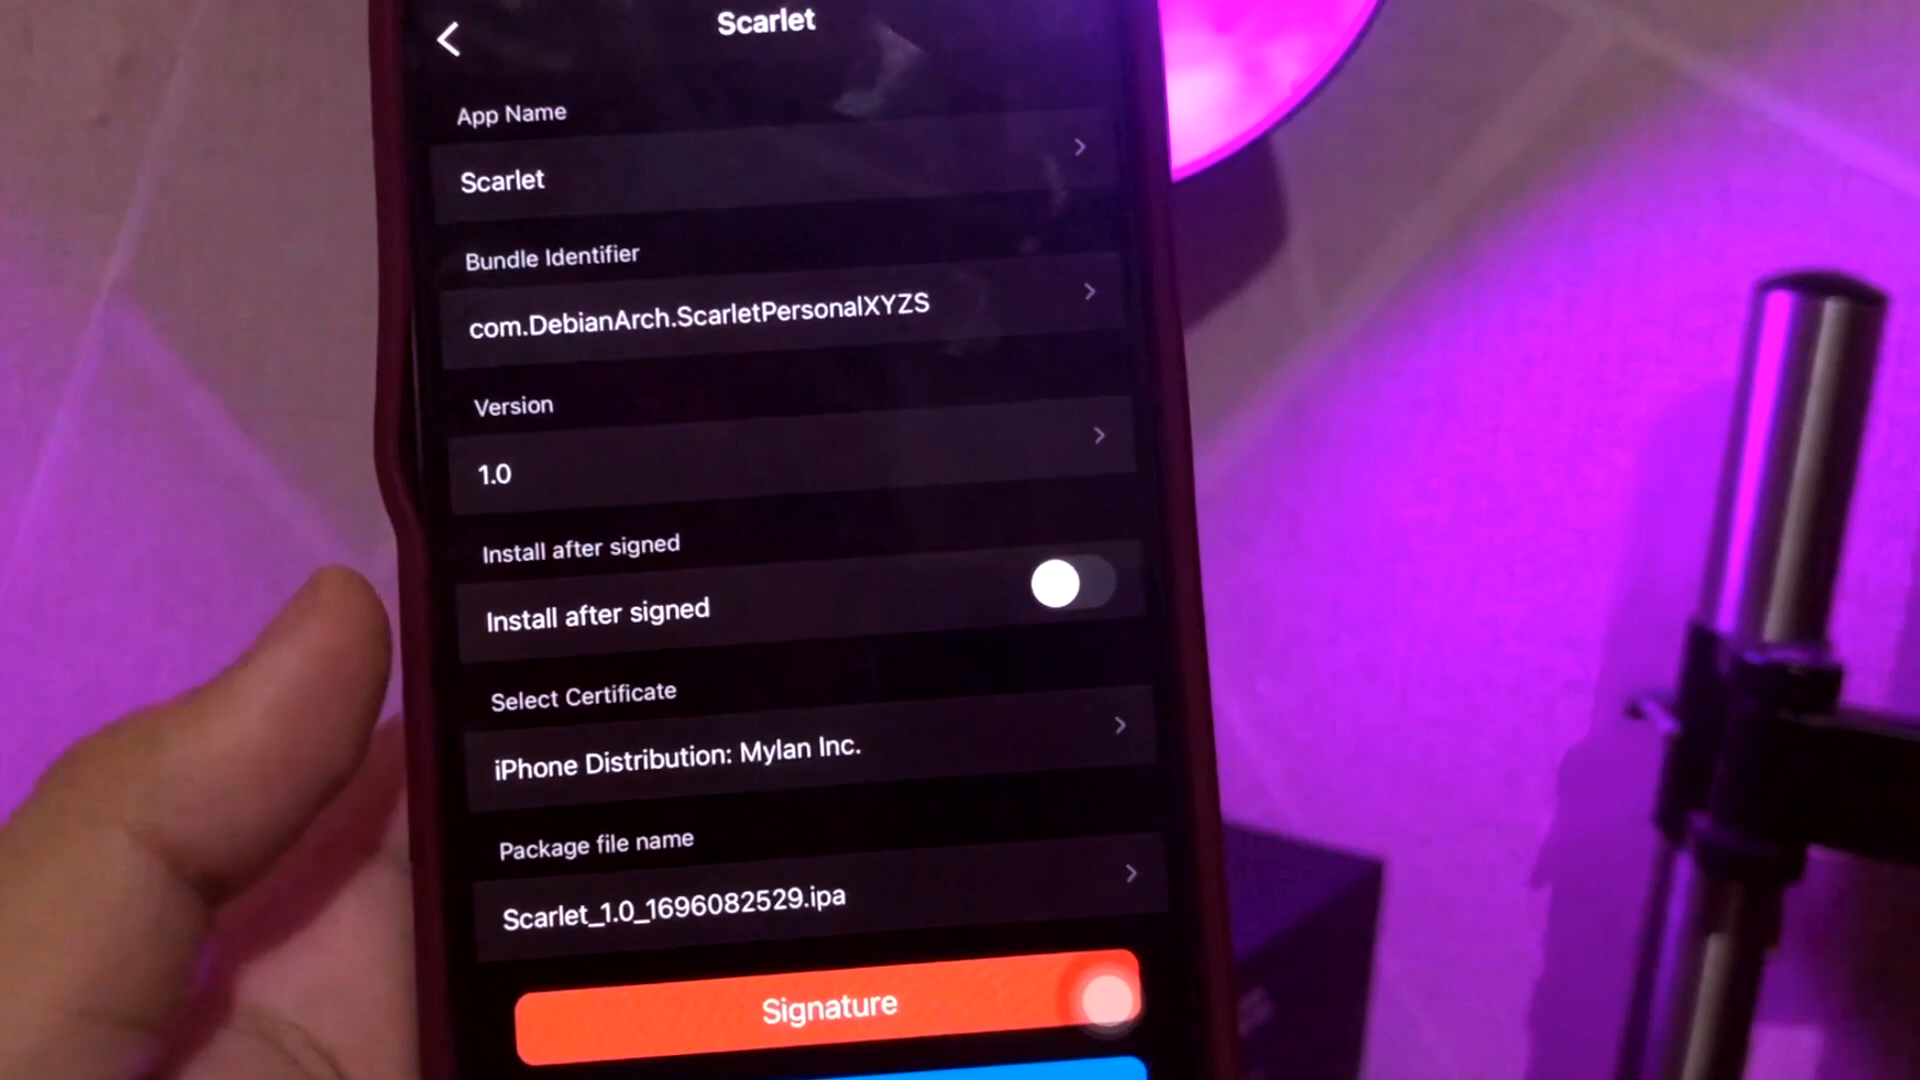 Scarlet
App Name
Scarlet
Bundle Identifier
com.DebianArch.ScarletPersonalXYZS
Version
1.0
Install after signed
Install after signed
Select Certificate
iPhone Distribution: Mylan Inc.
Package file name
Scarlet_1.0_1696082529.ipa
Signature